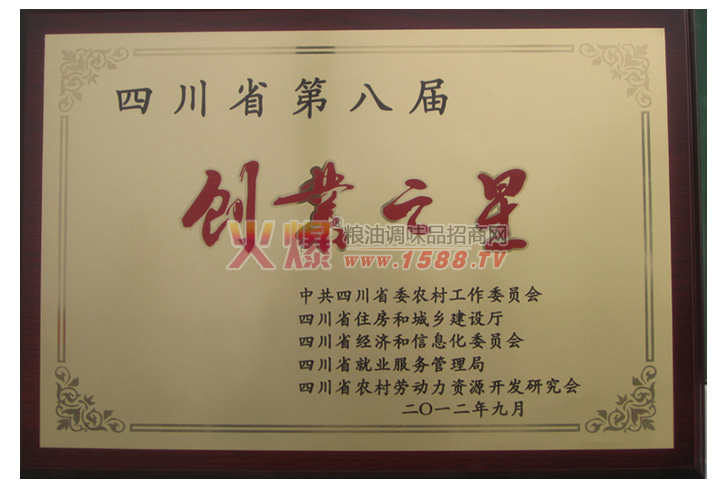 四川省第八届
创業之星
火爆®粮油调味品招商网
www.1588.TV
中共四川省委农村工作委员会
四川省住房和城乡建设厅
四川省经济和信息化委员会
四川省就业服务管理局
四川省农村劳动力资源开发研究会
二〇一二年九月